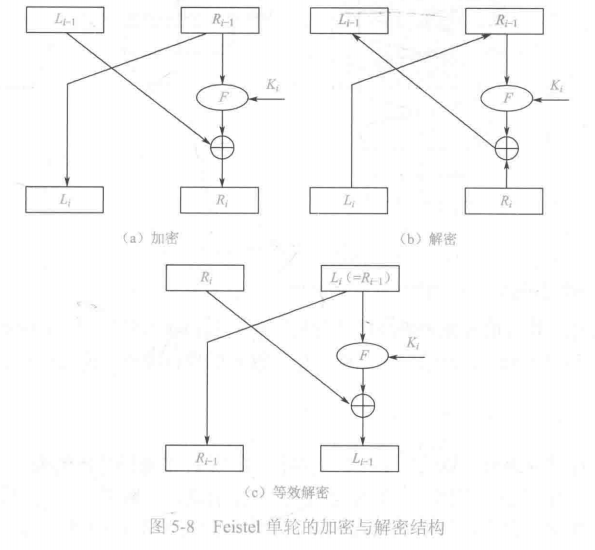 L_{i-1} R_{i-1} L_{i-1} R_{i-1}
F K_i F K_i
L_i R_i L_i R_i
（a）加密 （b）解密
R_i L_i (=R_{i-1})
F K_i
R_{i-1} L_{i-1}
（c）等效解密
图 5-8 Feistel 单轮的加密与解密结构